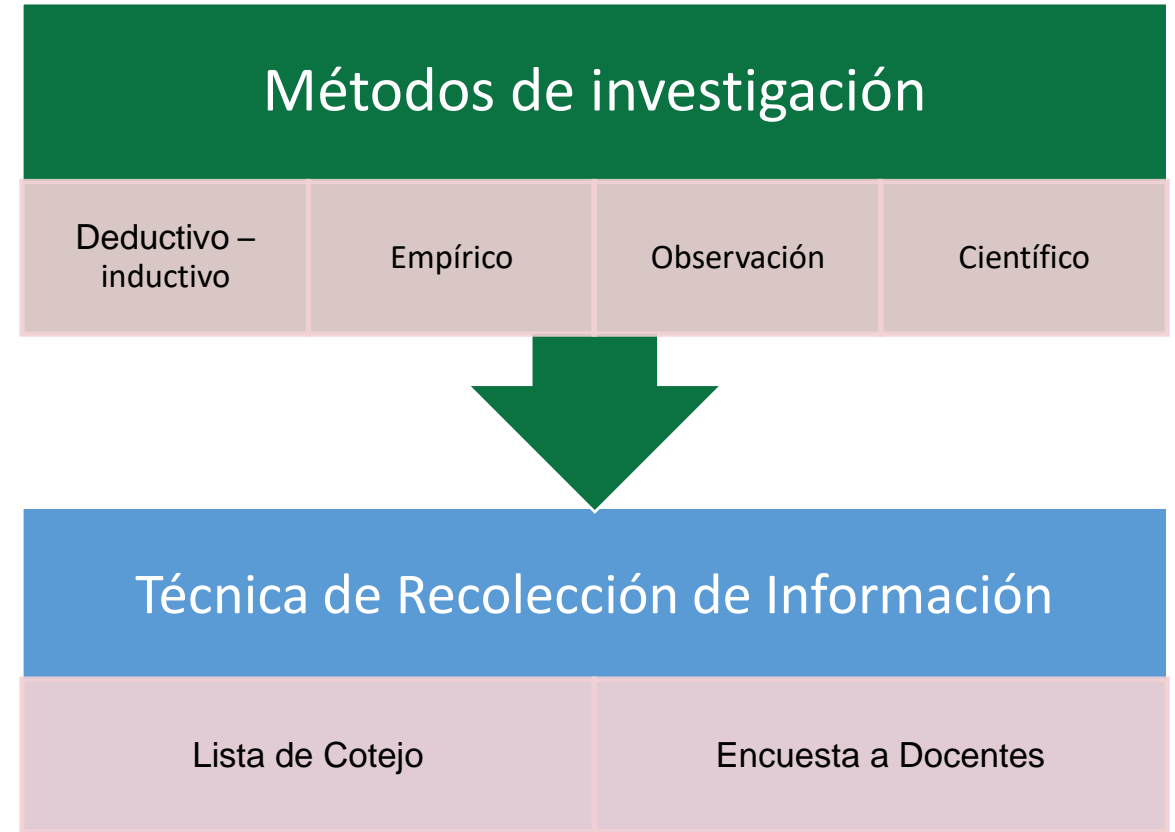 Métodos de investigación
Deductivo –
inductivo
Empírico
Observación
Científico
Técnica de Recolección de Información
Lista de Cotejo
Encuesta a Docentes